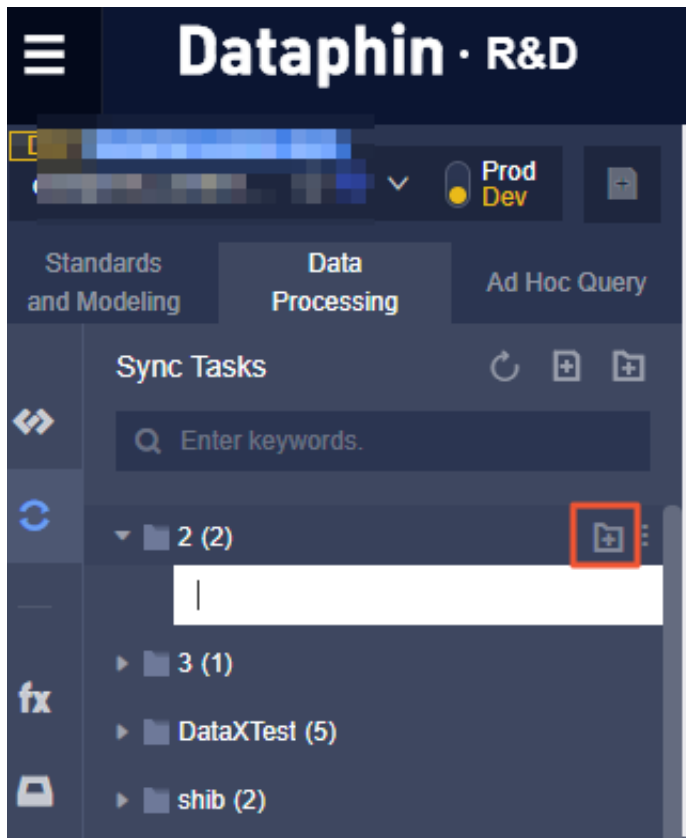 Dataphin · R&D
Prod
Dev
Standards and Modeling
Data Processing
Ad Hoc Query
Sync Tasks
Enter keywords.
2 (2)
3 (1)
fx
DataXTest (5)
shib (2)